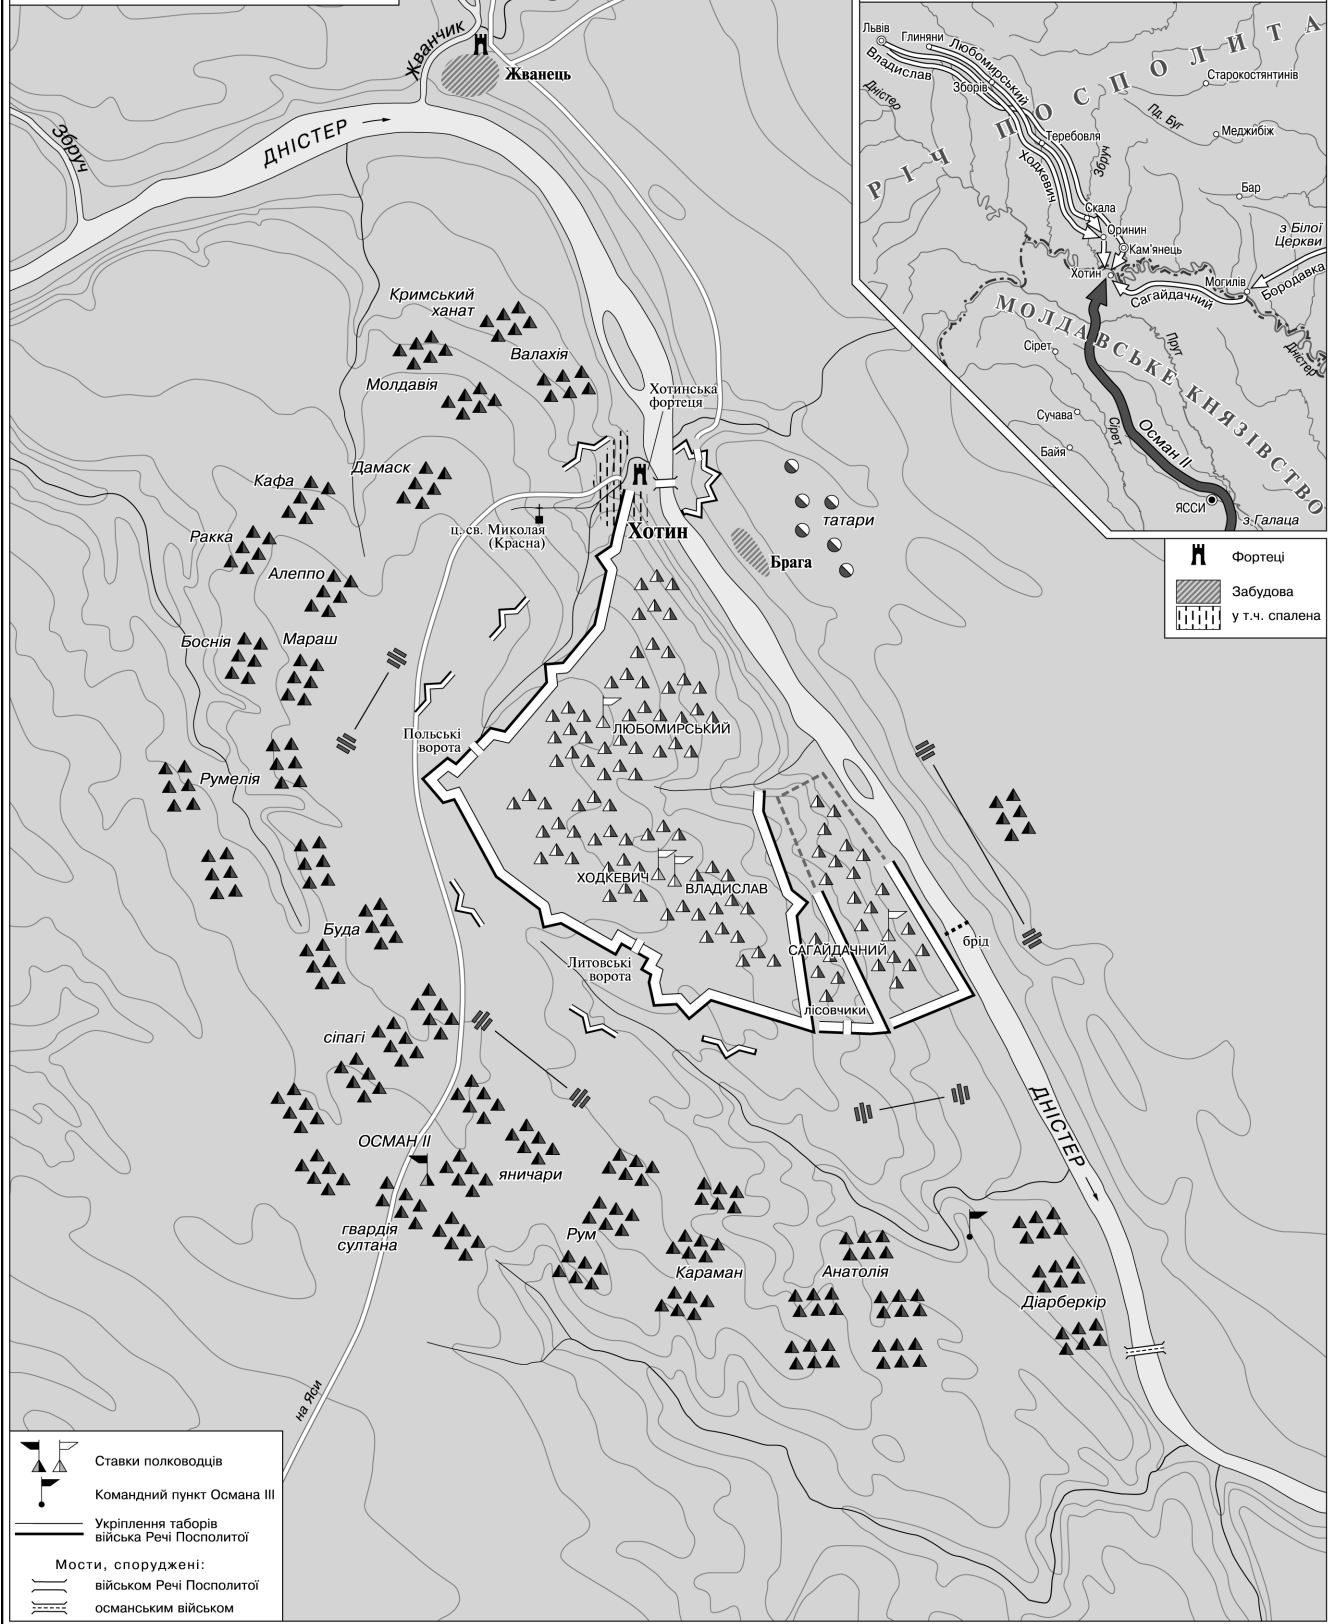 Жванчик
Жванець
Збруч
ДНІСТЕР
Кримський
ханат
Валахія
Молдавія
Хотинська
фортеця
Дамаск
Кафа
ц. св. Миколая
(Красна)
Хотин
татари
Брага
Ракка
Алеппо
Боснія
Мараш
Польські
ворота
ЛЮБОМИРСЬКИЙ
Румелія
ХОДКЕВИЧ
ВЛАДИСЛАВ
Буда
САГАЙДАЧНИЙ
брід
Литовські
ворота
лісовчики
сіпагі
ДНІСТЕР
ОСМАН II
яничари
гвардія
султана
Рум
Караман
Анатолія
Діарберкір
на Яси
Львів
Глиняни
Любомирський
Владислав
Зборів
Дністер
РІЧ ПОСПОЛИТА
Старокостянтинів
Пд. Буг
Меджибіж
Теребовля
Ходкевич
Збруч
Бар
Скала
Оринин
Кам'янець
з Білої
Церкви
Хотин
Могилів
Бородавка
Сагайдачний
МОЛДАВСЬКЕ КНЯЗІВСТВО
Сірет
Прут
Дністер
Сучава
Сірет
Байя
Осман II
ЯССИ
з Галаца
Фортеці
Забудова
у т.ч. спалена
Ставки полководців
Командний пункт Османа III
Укріплення таборів
війська Речі Посполитої
Мости, споруджені:
військом Речі Посполитої
османським військом